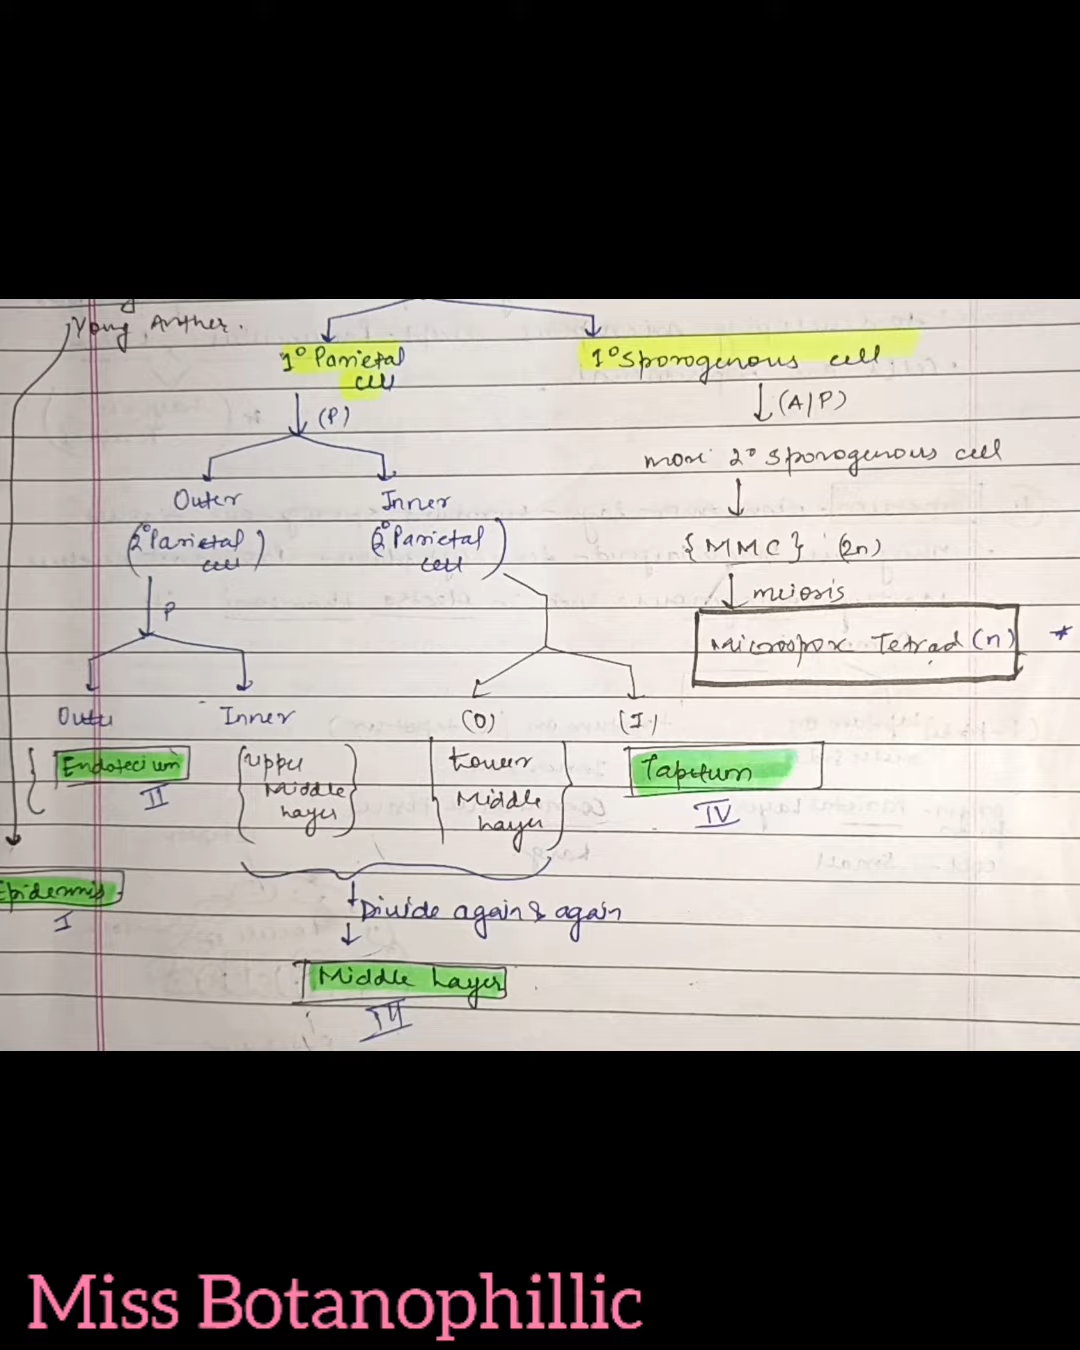 Young Anther.
1° Parietal
cell
1° Sporogenous cell
(P)
(A/P)
more 2° Sporogenous cell
Outer
Inner
(2° Parietal
cell)
(2° Parietal
cell)
{MMC} (2n)
P
meiosis
Microspore Tetrad (n)
*
Outer
Inner
(O)
(I)
Endotecium
II
(Upper
Middle
Layer)
Lower
Middle
Layer
Tapetum
IV
Epidermis
I
Divide again & again
Middle Layer
III
Miss Botanophillic